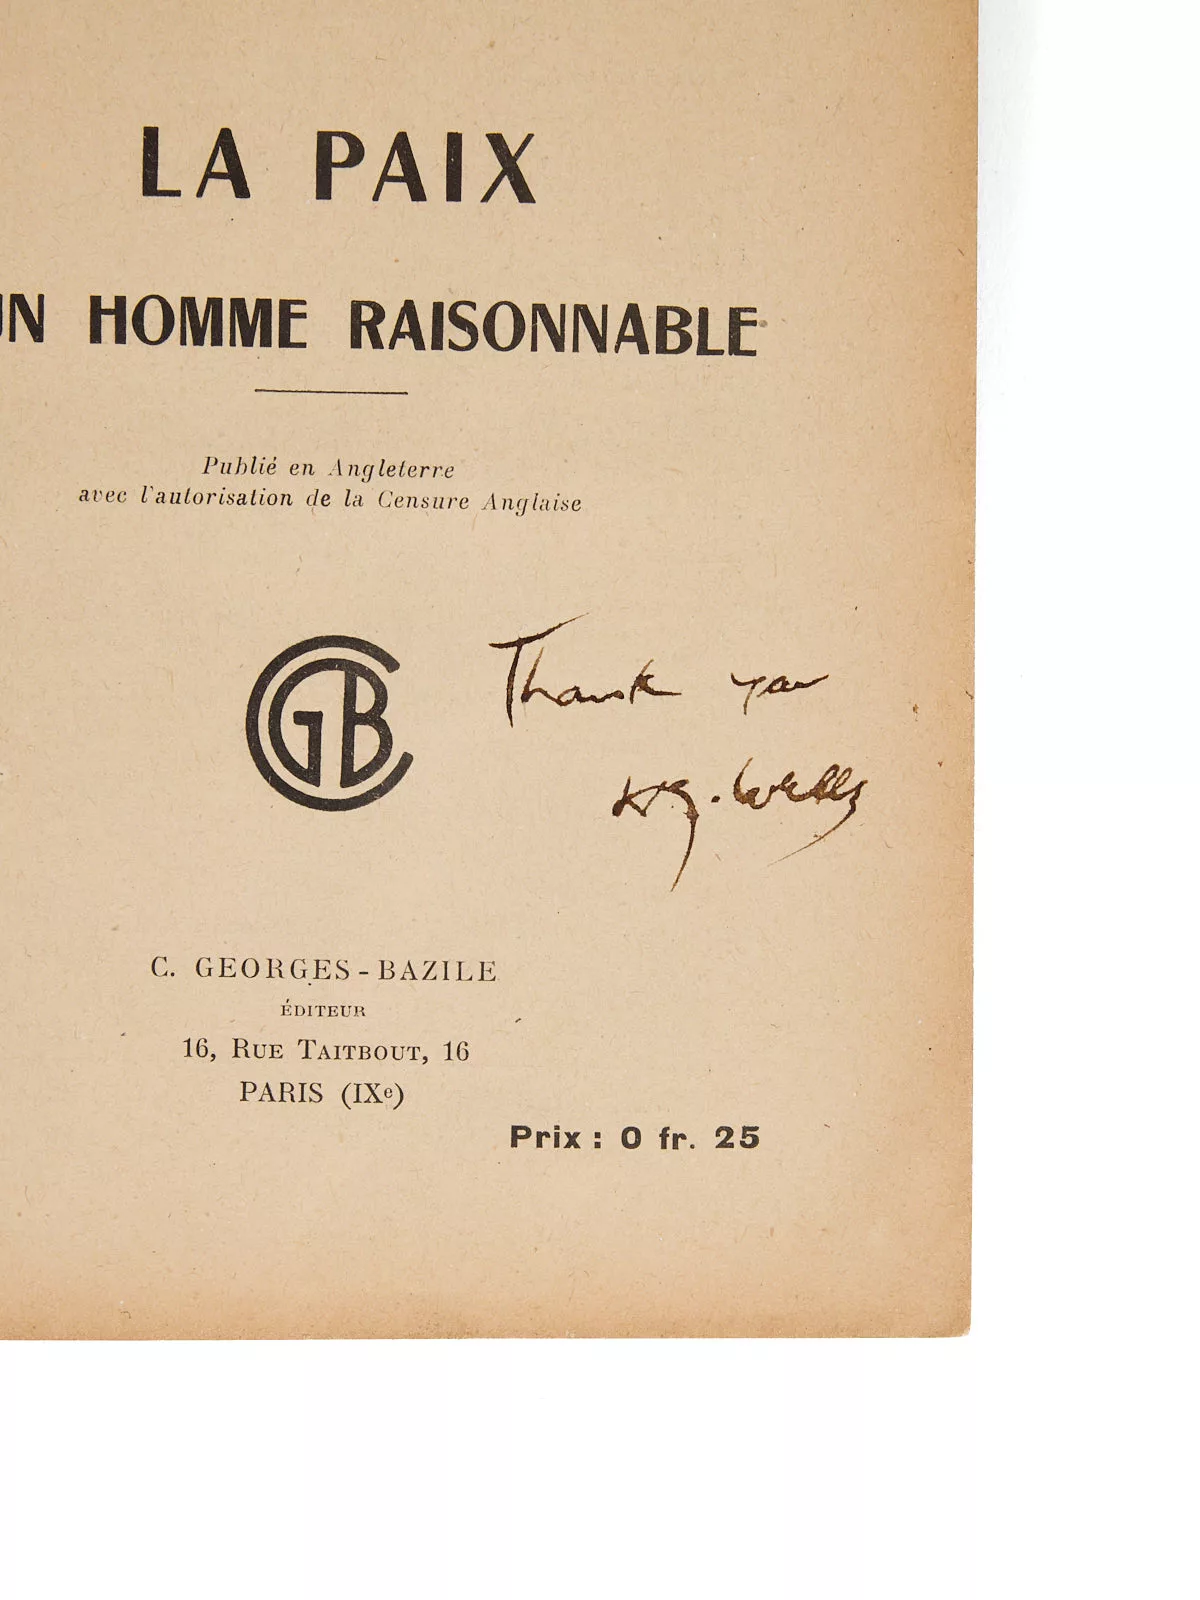 LA PAIX
UN HOMME RAISONNABLE
Publié en Angleterre
avec l'autorisation de la Censure Anglaise
CGB
Thank you
H.G. Wells
C. GEORGES-BAZILE
ÉDITEUR
16, RUE TAITBOUT, 16
PARIS (IXe)
Prix : 0 fr. 25